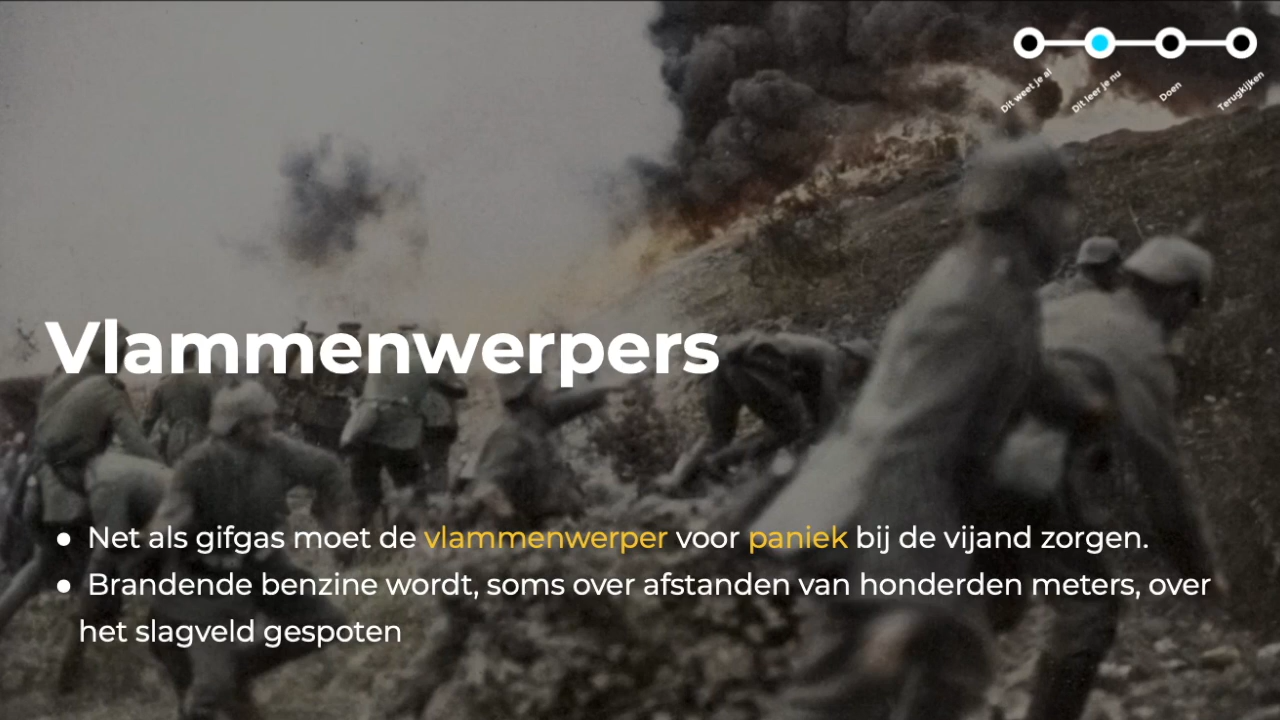 Dit weet je al
Dit leer je nu
Doen
Terugkijken
Vlammenwerpers
● Net als gifgas moet de vlammenwerper voor paniek bij de vijand zorgen.
● Brandende benzine wordt, soms over afstanden van honderden meters, over
het slagveld gespoten